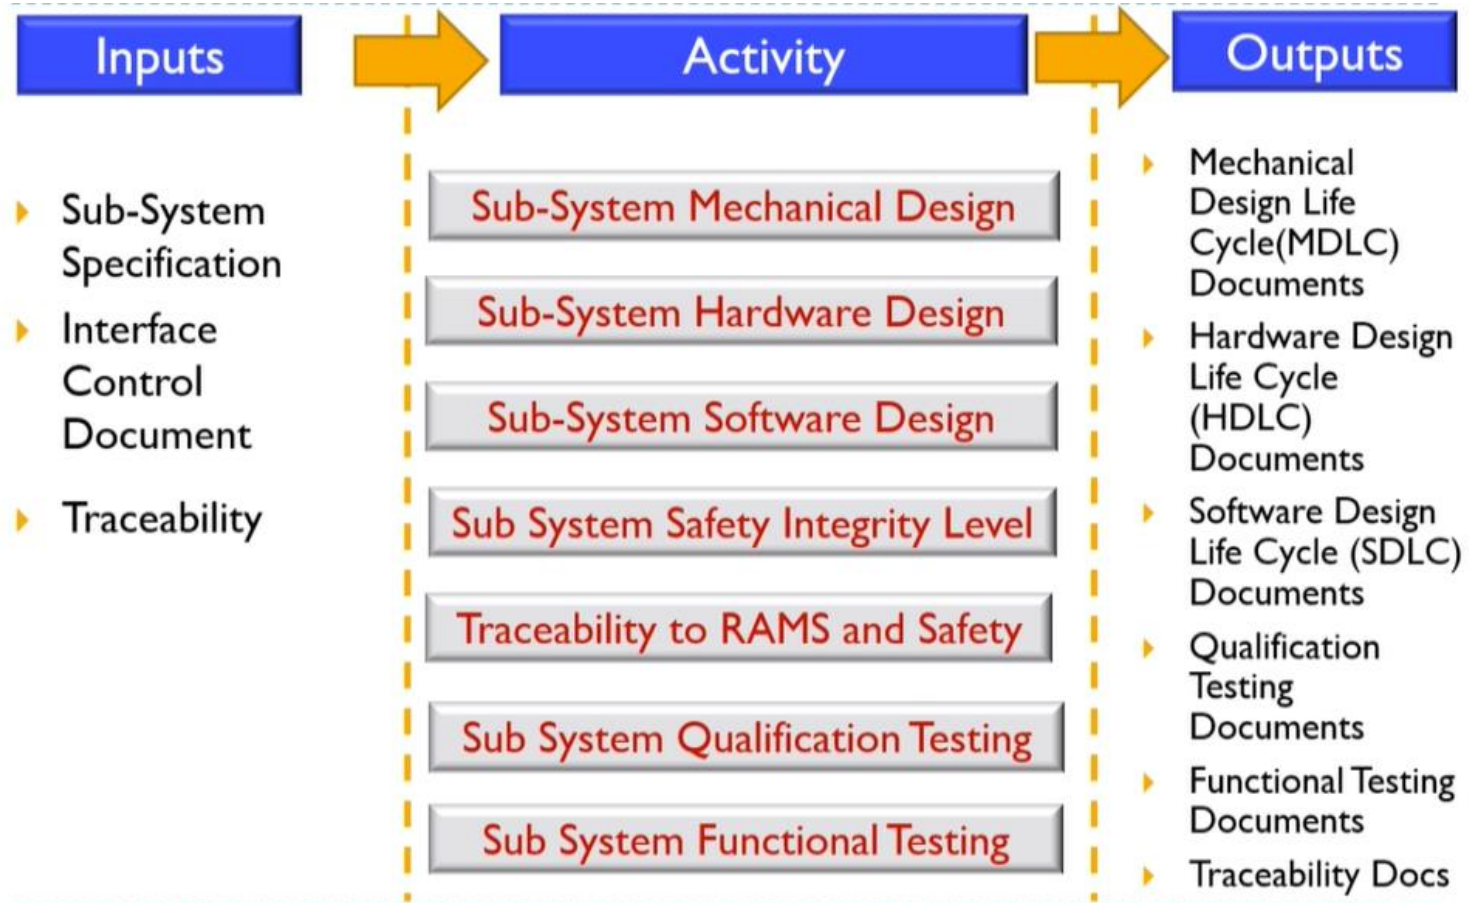 Inputs
Activity
Outputs
Sub-System
Specification
Interface
Control
Document
Traceability
Sub-System Mechanical Design
Sub-System Hardware Design
Sub-System Software Design
Sub System Safety Integrity Level
Traceability to RAMS and Safety
Sub System Qualification Testing
Sub System Functional Testing
Mechanical
Design Life
Cycle(MDLC)
Documents
Hardware Design
Life Cycle
(HDLC)
Documents
Software Design
Life Cycle (SDLC)
Documents
Qualification
Testing
Documents
Functional Testing
Documents
Traceability Docs